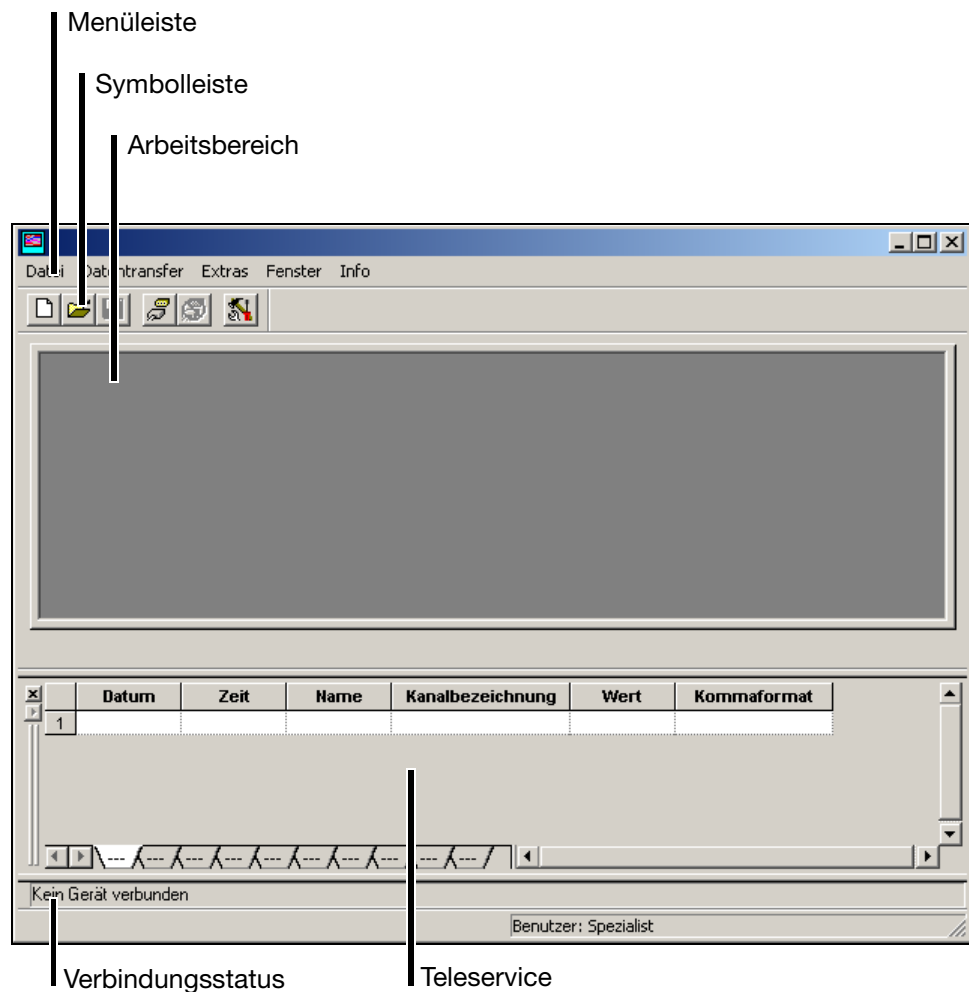 Menüleiste
Symbolleiste
Arbeitsbereich
Datei Datentransfer Extras Fenster Info
Datum Zeit Name Kanalbezeichnung Wert Kommaformat
1
--- --- --- --- --- --- --- --- ---
Kein Gerät verbunden
Benutzer: Spezialist
Verbindungsstatus Teleservice